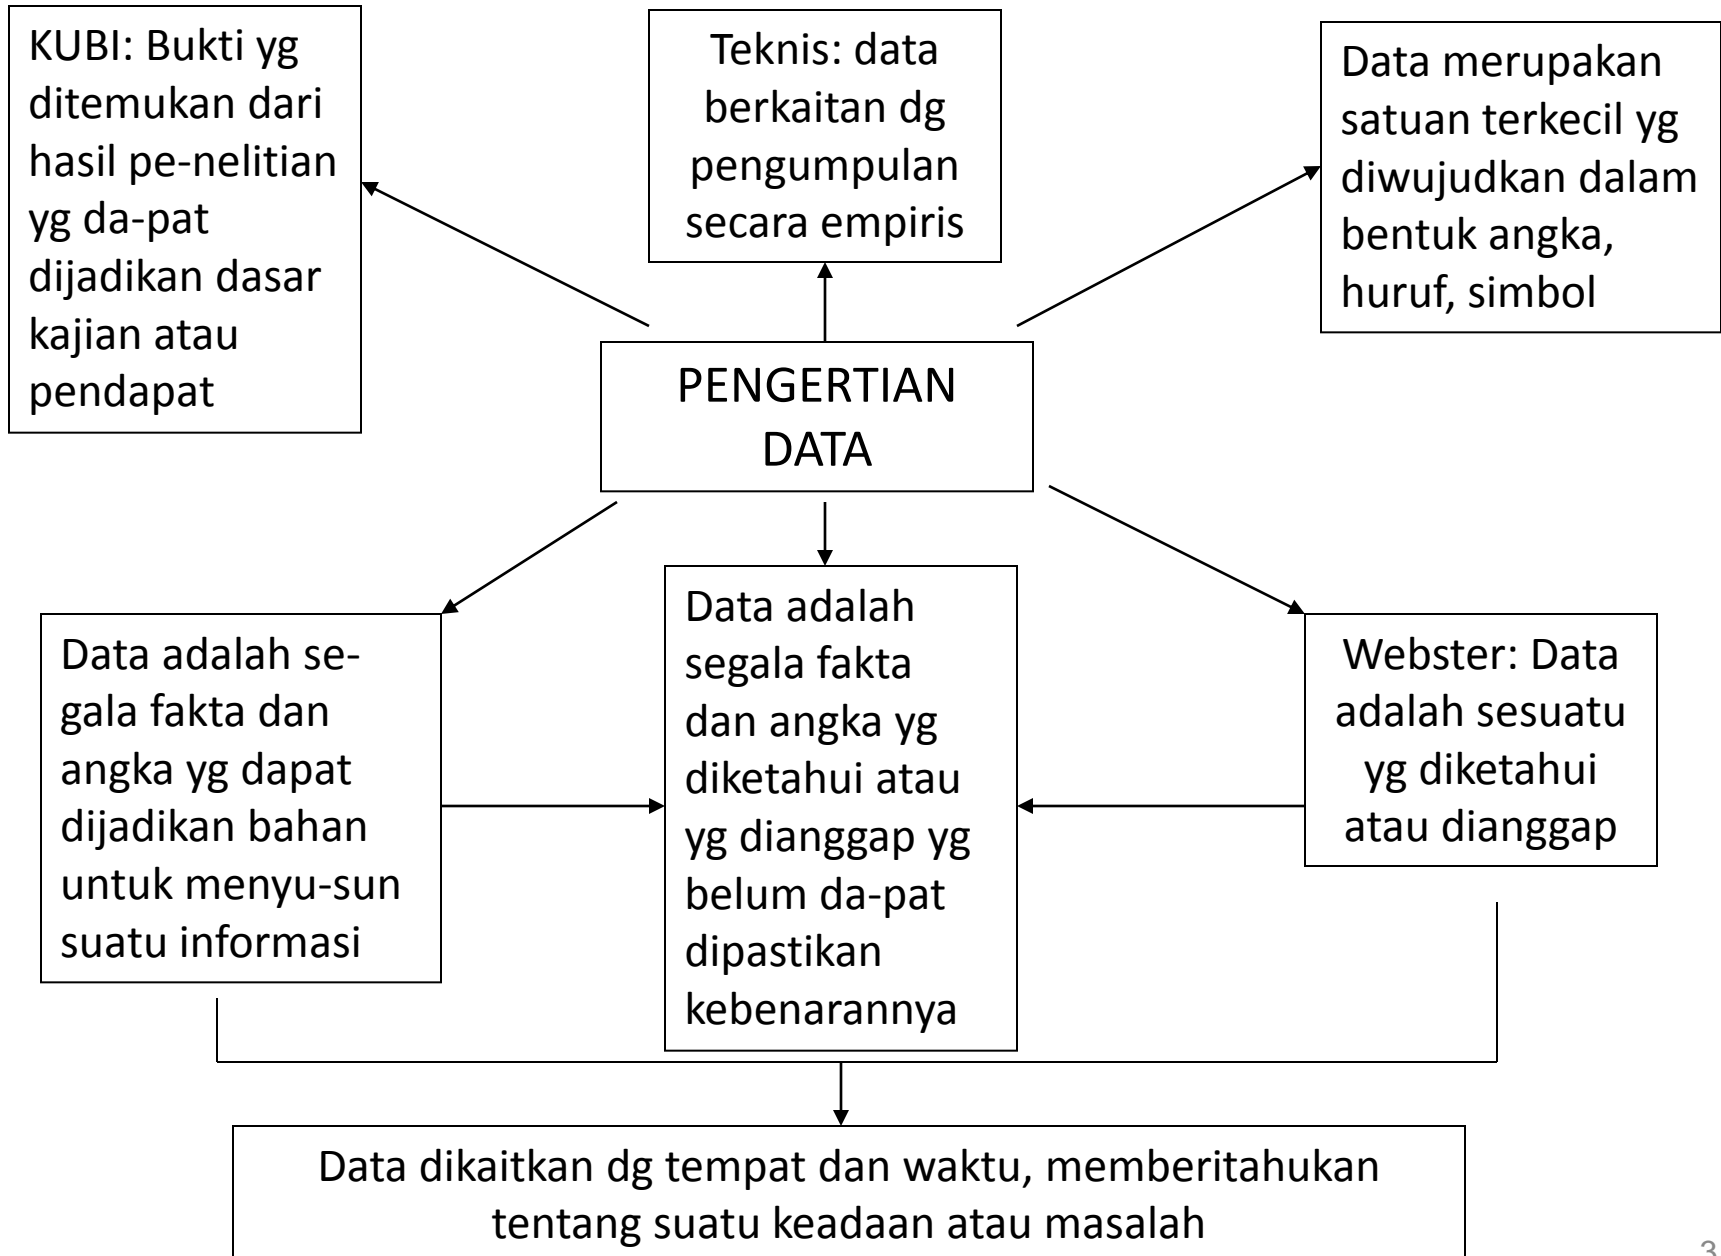 KUBI: Bukti yg
ditemukan dari
hasil pe-nelitian
yg da-pat
dijadikan dasar
kajian atau
pendapat
Teknis: data
berkaitan dg
pengumpulan
secara empiris
Data merupakan
satuan terkecil yg
diwujudkan dalam
bentuk angka,
huruf, simbol
PENGERTIAN
DATA
Data adalah se-
gala fakta dan
angka yg dapat
dijadikan bahan
untuk menyu-sun
suatu informasi
Data adalah
segala fakta
dan angka yg
diketahui atau
yg dianggap yg
belum da-pat
dipastikan
kebenarannya
Webster: Data
adalah sesuatu
yg diketahui
atau dianggap
Data dikaitkan dg tempat dan waktu, memberitahukan
tentang suatu keadaan atau masalah
3